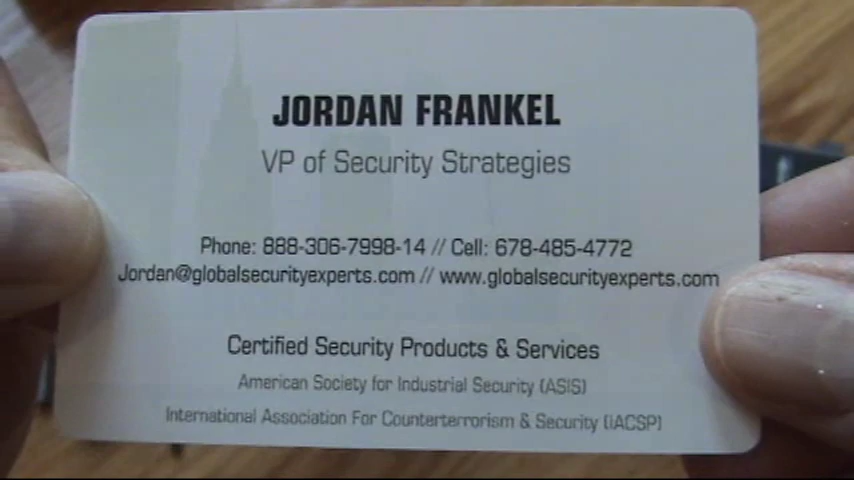 JORDAN FRANKEL
VP of Security Strategies
Phone: 888-306-7998-14 // Cell: 678-485-4772
Jordan@globalsecurityexperts.com // www.globalsecurityexperts.com
Certified Security Products & Services
American Society for Industrial Security (ASIS)
International Association For Counterterrorism & Security (IACSP)